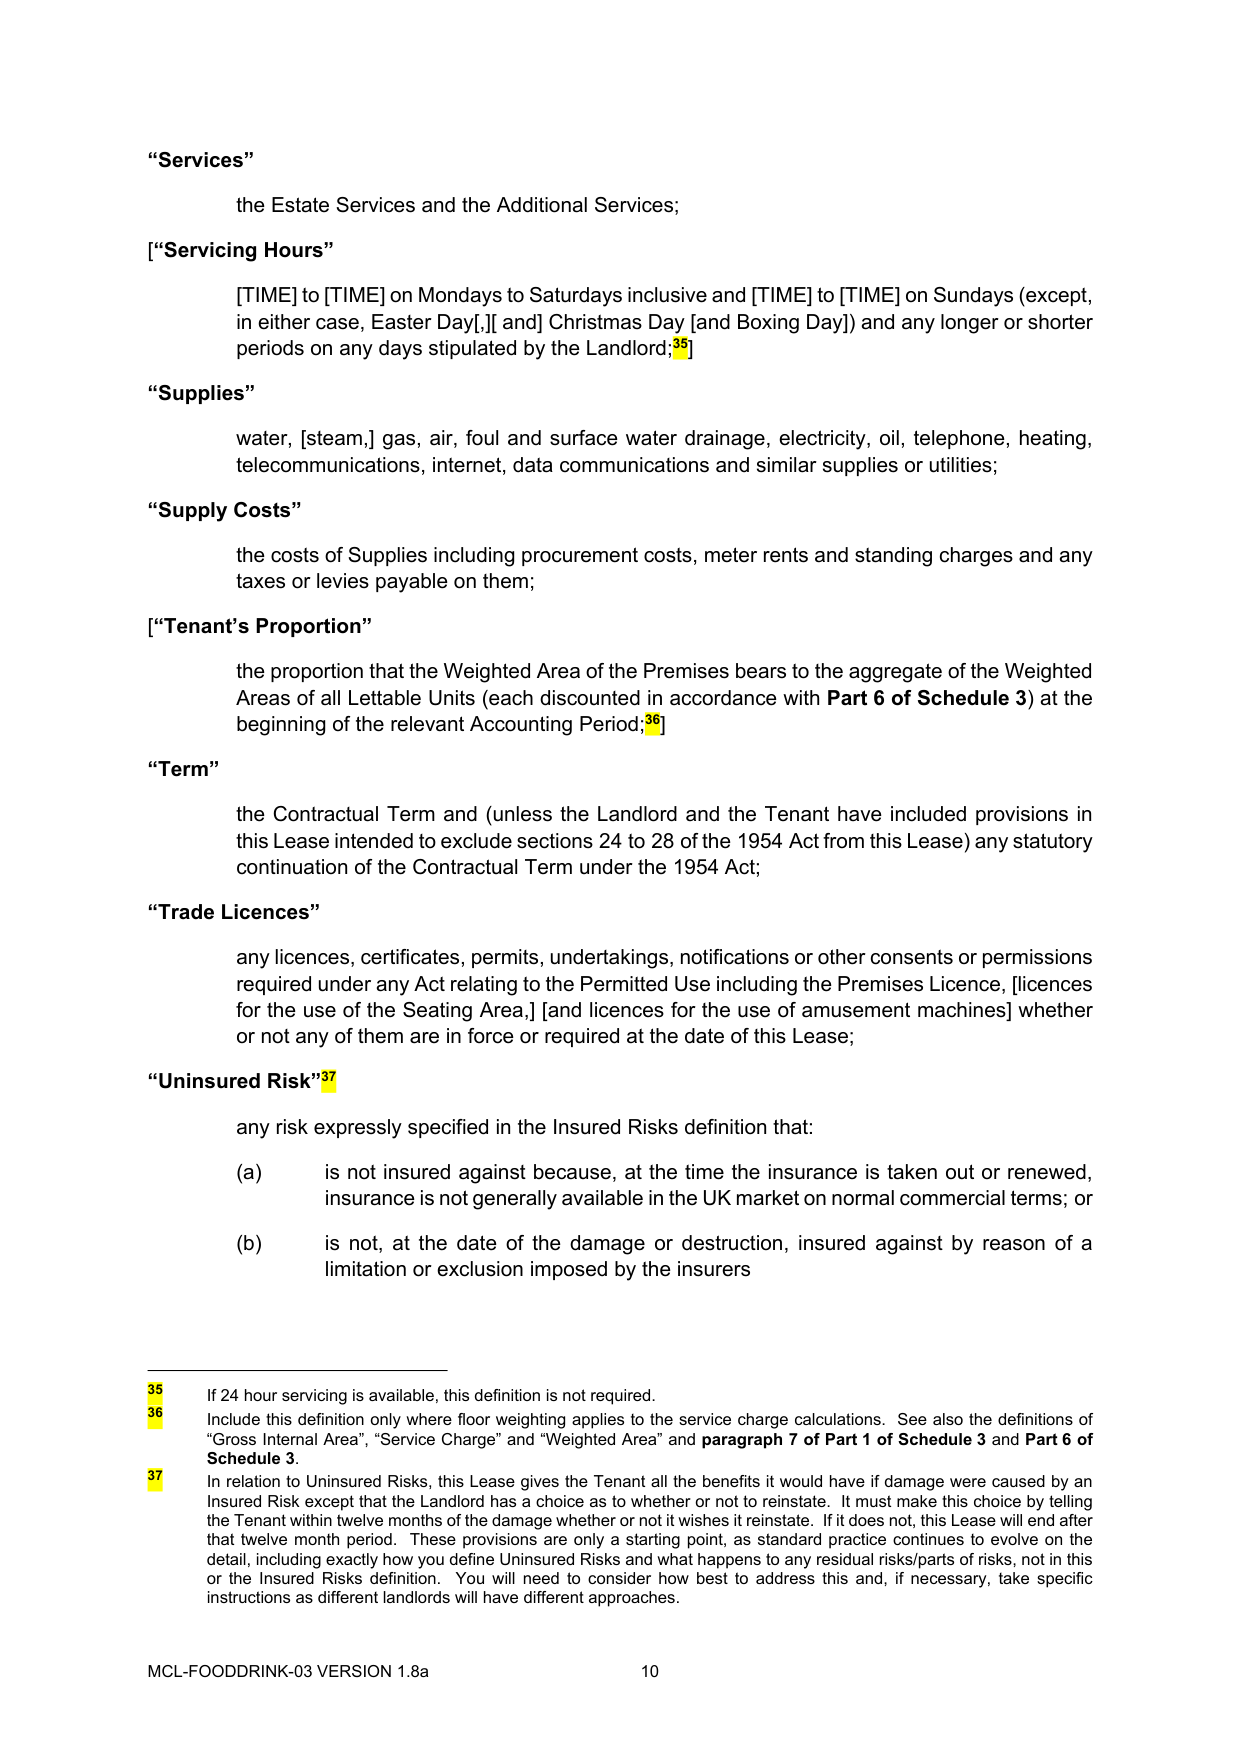 “Services”
the Estate Services and the Additional Services;
[“Servicing Hours”
[TIME] to [TIME] on Mondays to Saturdays inclusive and [TIME] to [TIME] on Sundays (except,
in either case, Easter Day[,][ and] Christmas Day [and Boxing Day]) and any longer or shorter
periods on any days stipulated by the Landlord;35]
“Supplies”
water, [steam,] gas, air, foul and surface water drainage, electricity, oil, telephone, heating,
telecommunications, internet, data communications and similar supplies or utilities;
“Supply Costs”
the costs of Supplies including procurement costs, meter rents and standing charges and any
taxes or levies payable on them;
[“Tenant’s Proportion”
the proportion that the Weighted Area of the Premises bears to the aggregate of the Weighted
Areas of all Lettable Units (each discounted in accordance with Part 6 of Schedule 3) at the
beginning of the relevant Accounting Period;36]
“Term”
the Contractual Term and (unless the Landlord and the Tenant have included provisions in
this Lease intended to exclude sections 24 to 28 of the 1954 Act from this Lease) any statutory
continuation of the Contractual Term under the 1954 Act;
“Trade Licences”
any licences, certificates, permits, undertakings, notifications or other consents or permissions
required under any Act relating to the Permitted Use including the Premises Licence, [licences
for the use of the Seating Area,] [and licences for the use of amusement machines] whether
or not any of them are in force or required at the date of this Lease;
“Uninsured Risk”37
any risk expressly specified in the Insured Risks definition that:
(a) is not insured against because, at the time the insurance is taken out or renewed,
insurance is not generally available in the UK market on normal commercial terms; or
(b) is not, at the date of the damage or destruction, insured against by reason of a
limitation or exclusion imposed by the insurers
35 If 24 hour servicing is available, this definition is not required.
36 Include this definition only where floor weighting applies to the service charge calculations. See also the definitions of
“Gross Internal Area”, “Service Charge” and “Weighted Area” and paragraph 7 of Part 1 of Schedule 3 and Part 6 of
Schedule 3.
37 In relation to Uninsured Risks, this Lease gives the Tenant all the benefits it would have if damage were caused by an
Insured Risk except that the Landlord has a choice as to whether or not to reinstate. It must make this choice by telling
the Tenant within twelve months of the damage whether or not it wishes it reinstate. If it does not, this Lease will end after
that twelve month period. These provisions are only a starting point, as standard practice continues to evolve on the
detail, including exactly how you define Uninsured Risks and what happens to any residual risks/parts of risks, not in this
or the Insured Risks definition. You will need to consider how best to address this and, if necessary, take specific
instructions as different landlords will have different approaches.
MCL-FOODDRINK-03 VERSION 1.8a 10